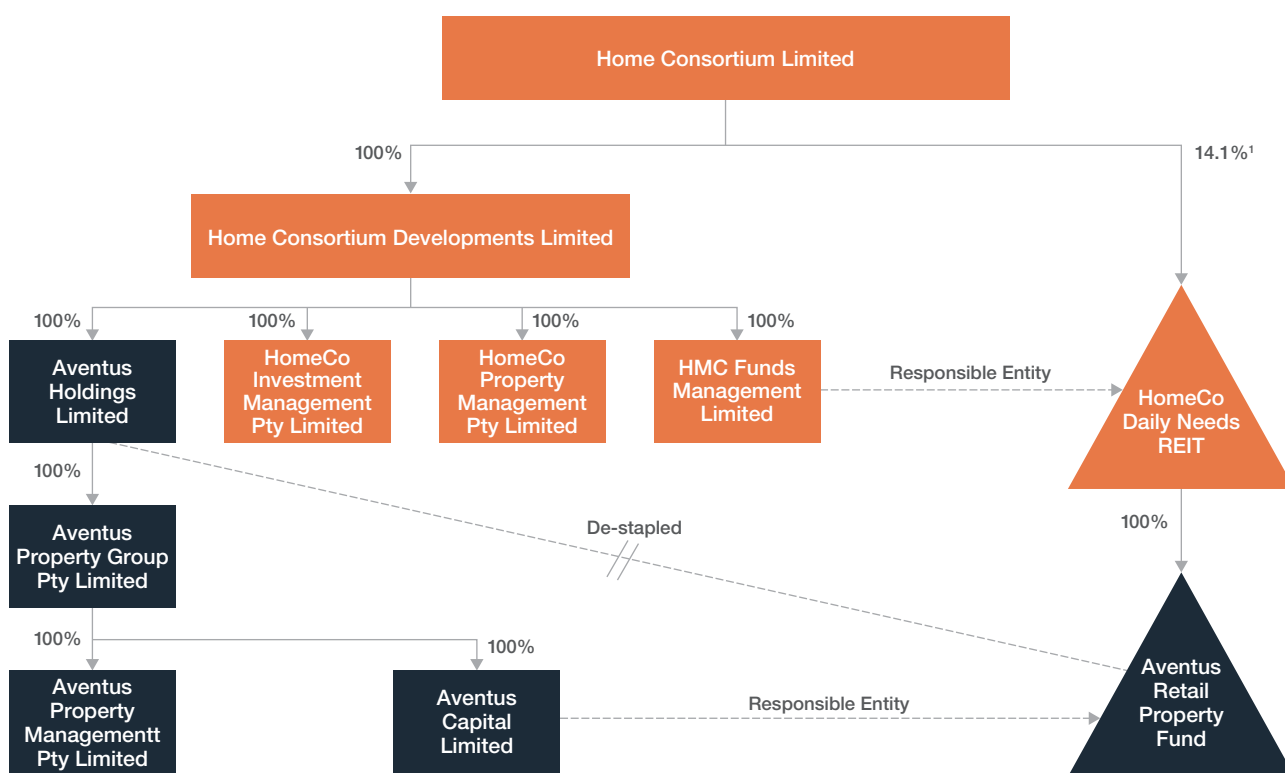 Home Consortium Limited
100%
14.1%¹
Home Consortium Developments Limited
100%
100%
100%
100%
Aventus
Holdings
Limited
HomeCo
Investment
Management
Pty Limited
HomeCo
Property
Management
Pty Limited
HMC Funds
Management
Limited
Responsible Entity
HomeCo
Daily Needs
REIT
100%
Aventus
Property Group
Pty Limited
De-stapled
100%
100%
100%
Aventus
Property
Managementt
Pty Limited
Aventus
Capital
Limited
Responsible Entity
Aventus
Retail
Property
Fund